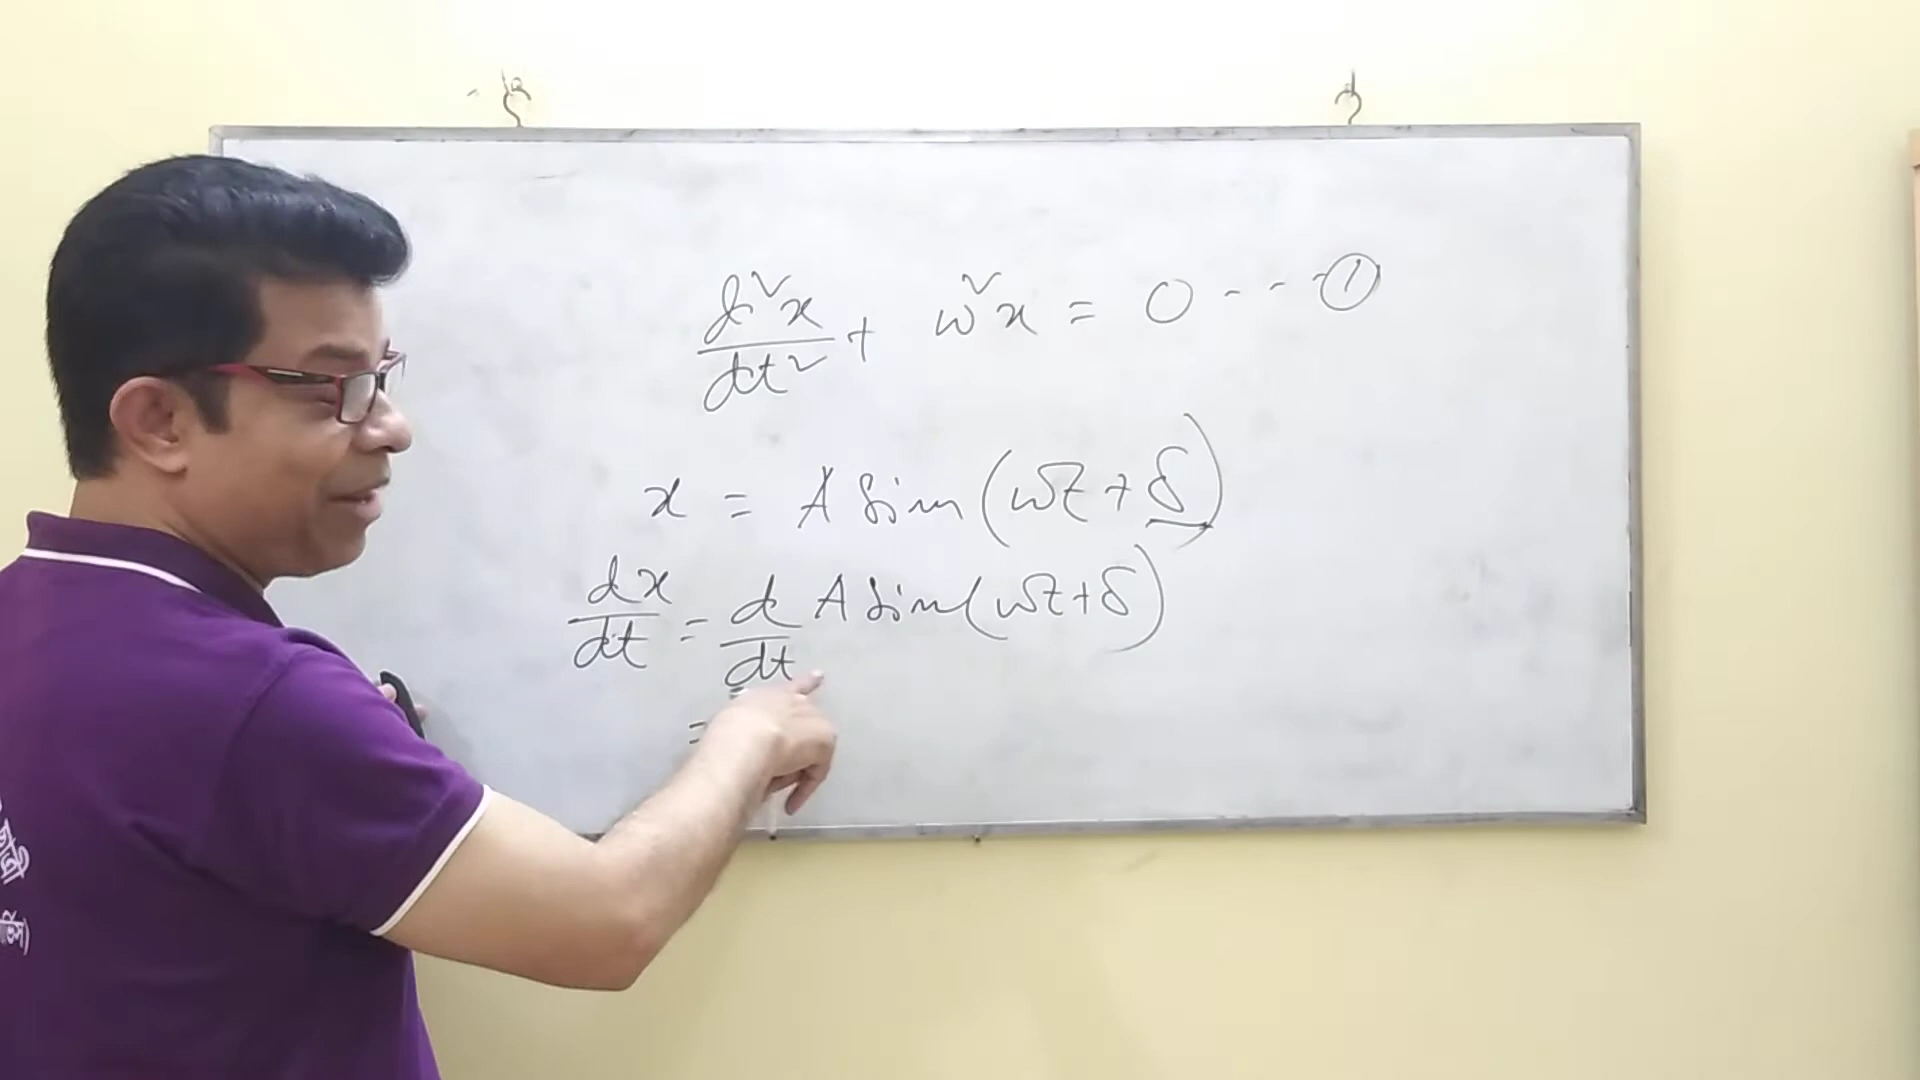 d²x/dt² + ω²x = 0 - - - ①
x = A sin(ωt + δ)
dx/dt = d/dt A sin(ωt + δ)
=